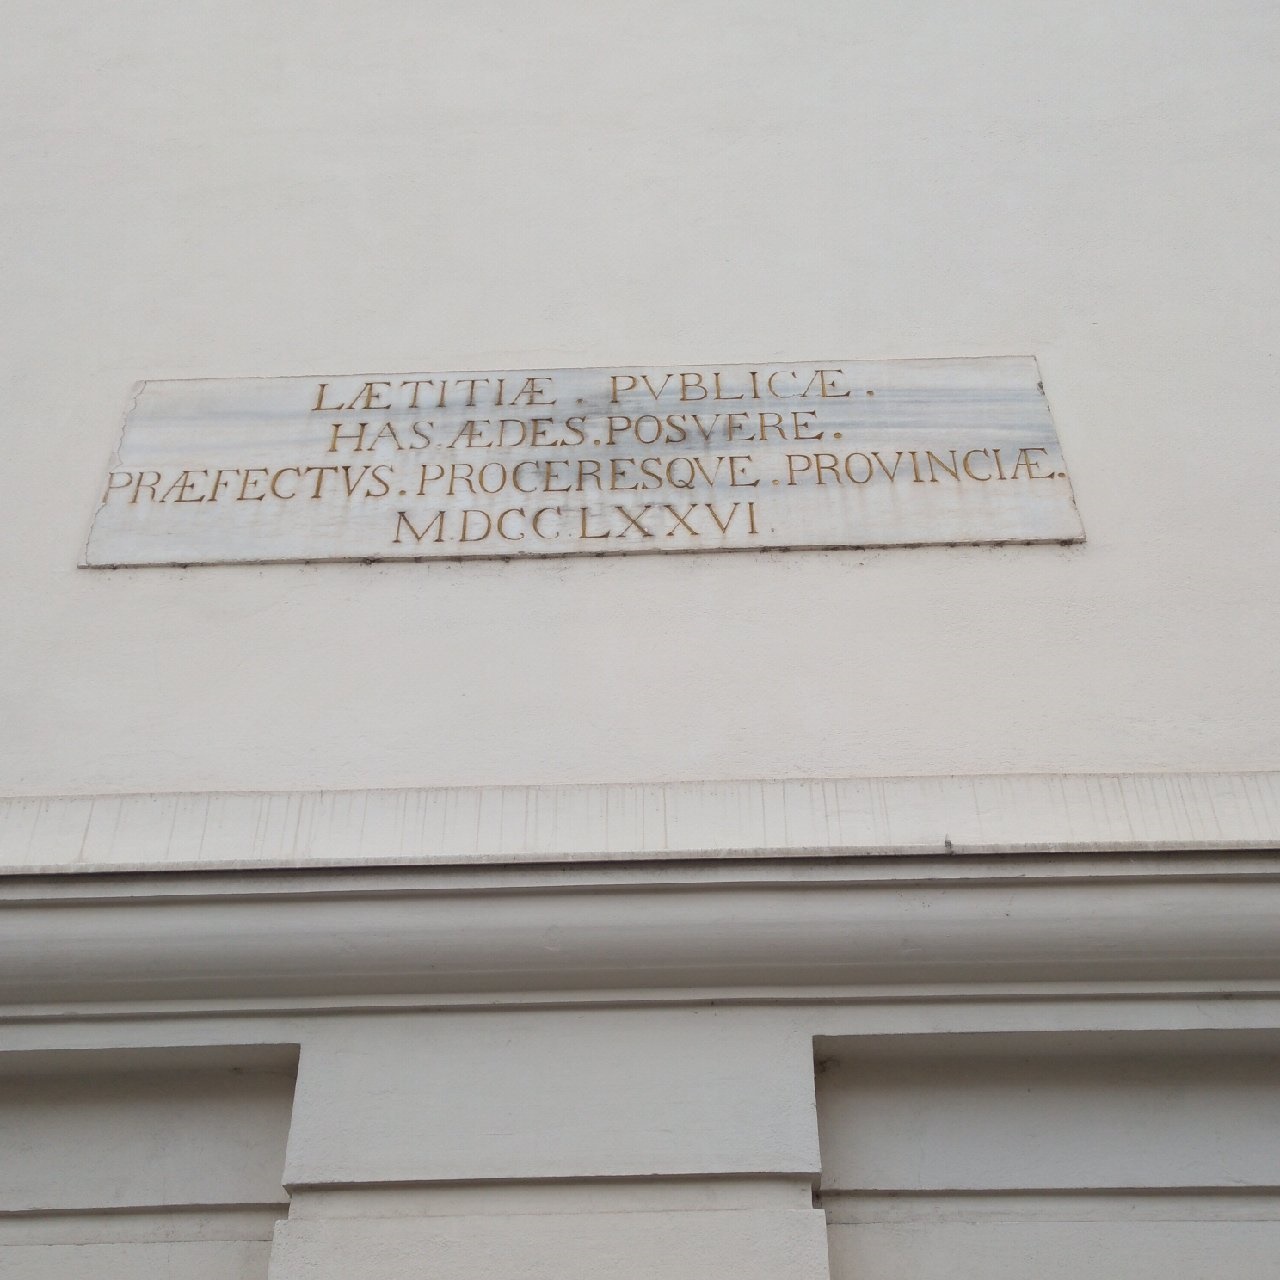 LÆTITIÆ . PVBLICÆ .
HAS.ÆDES.POSVERE.
PRÆFECTVS.PROCERESQVE.PROVINCIÆ.
M.DCC.LXXVI.